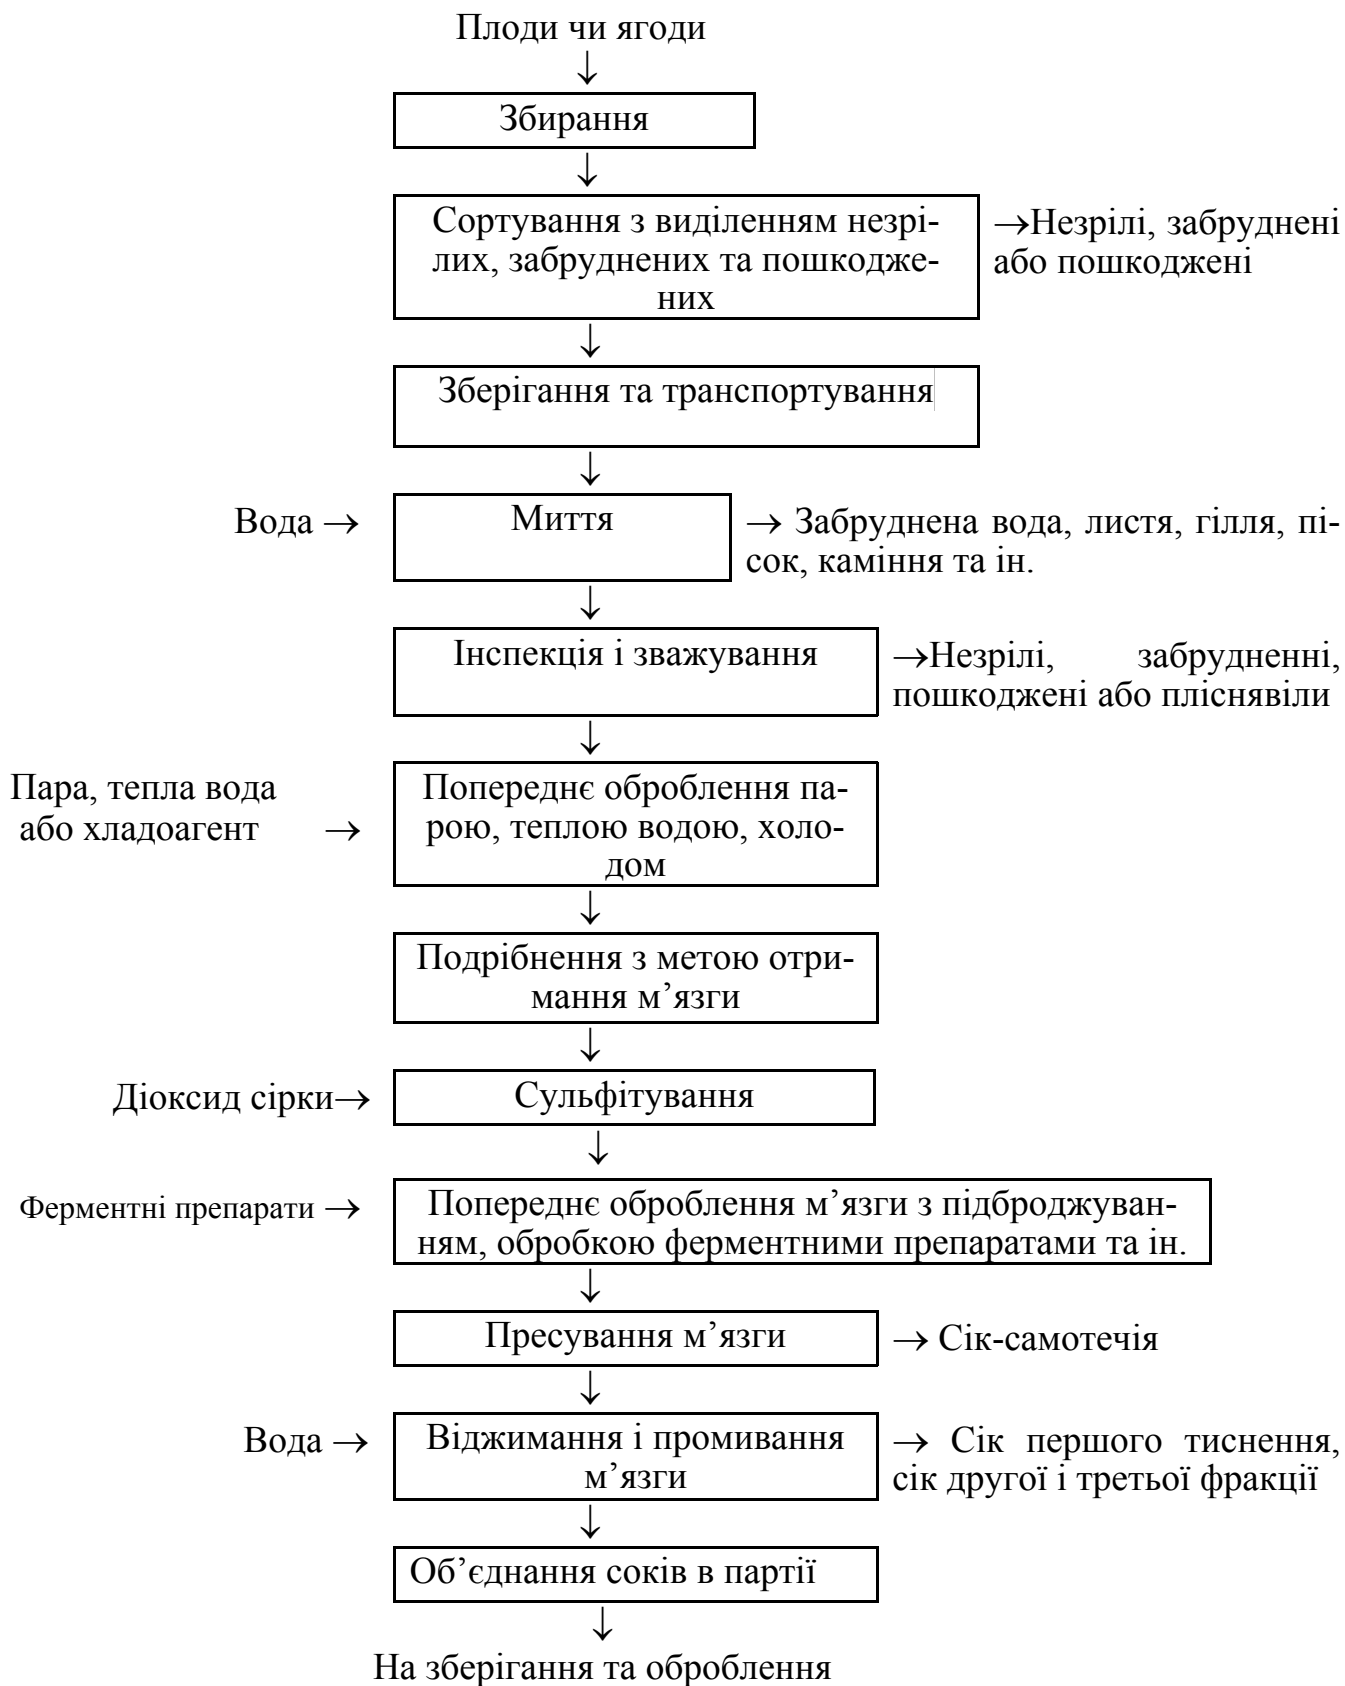 Плоди чи ягоди
↓
Збирання
↓
Сортування з виділенням незрі-
лих, забруднених та пошкодже-
них
→Незрілі, забруднені
або пошкоджені
↓
Зберігання та транспортування
↓
Вода →
Миття
→ Забруднена вода, листя, гілля, пі-
сок, каміння та ін.
↓
Інспекція і зважування
→Незрілі, забрудненні,
пошкоджені або пліснявіли
↓
Пара, тепла вода
або хладоагент →
Попереднє оброблення па-
рою, теплою водою, холо-
дом
↓
Подрібнення з метою отри-
мання м’язги
↓
Діоксид сірки→
Сульфітування
↓
Ферментні препарати →
Попереднє оброблення м’язги з підброджуван-
ням, обробкою ферментними препаратами та ін.
↓
Пресування м’язги
→ Сік-самотечія
↓
Вода →
Віджимання і промивання
м’язги
→ Сік першого тиснення,
сік другої і третьої фракції
↓
Об’єднання соків в партії
↓
На зберігання та оброблення